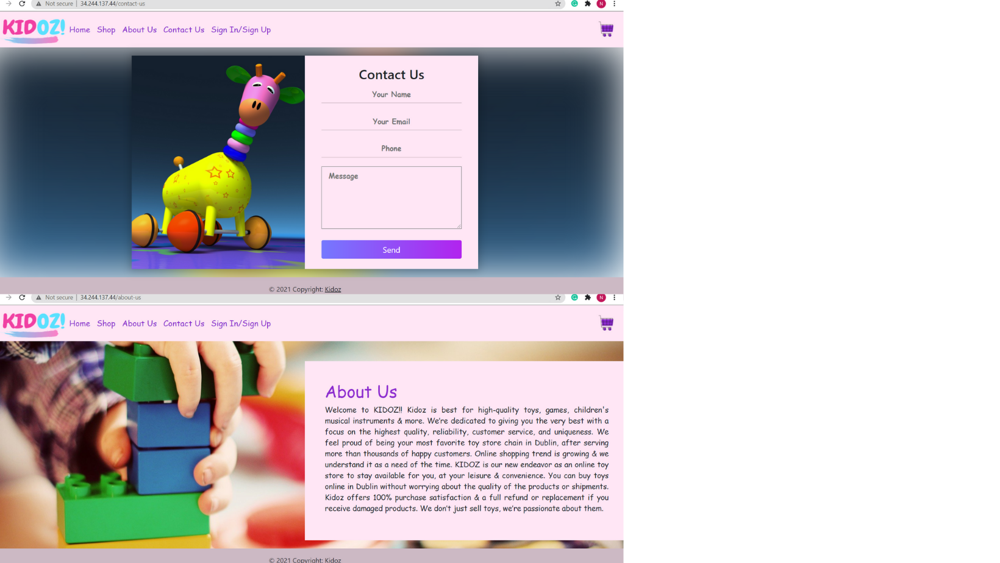 Not secure | 34.244.137.44/contact-us
N
KIDOZ! Home Shop About Us Contact Us Sign In/Sign Up
Contact Us
Your Name
Your Email
Phone
Message
Send
© 2021 Copyright: Kidoz
Not secure | 34.244.137.44/about-us
N
KIDOZ! Home Shop About Us Contact Us Sign In/Sign Up
About Us
Welcome to KIDOZ!! Kidoz is best for high-quality toys, games, children's
musical instruments & more. We're dedicated to giving you the very best with a
focus on the highest quality, reliability, customer service, and uniqueness. We
feel proud of being your most favorite toy store chain in Dublin, after serving
more than thousands of happy customers. Online shopping trend is growing & we
understand it as a need of the time. KIDOZ is our new endeavor as an online toy
store to stay available for you, at your leisure & convenience. You can buy toys
online in Dublin without worrying about the quality of the products or shipments.
Kidoz offers 100% purchase satisfaction & a full refund or replacement if you
receive damaged products. We don't just sell toys, we're passionate about them.
© 2021 Copyright: Kidoz